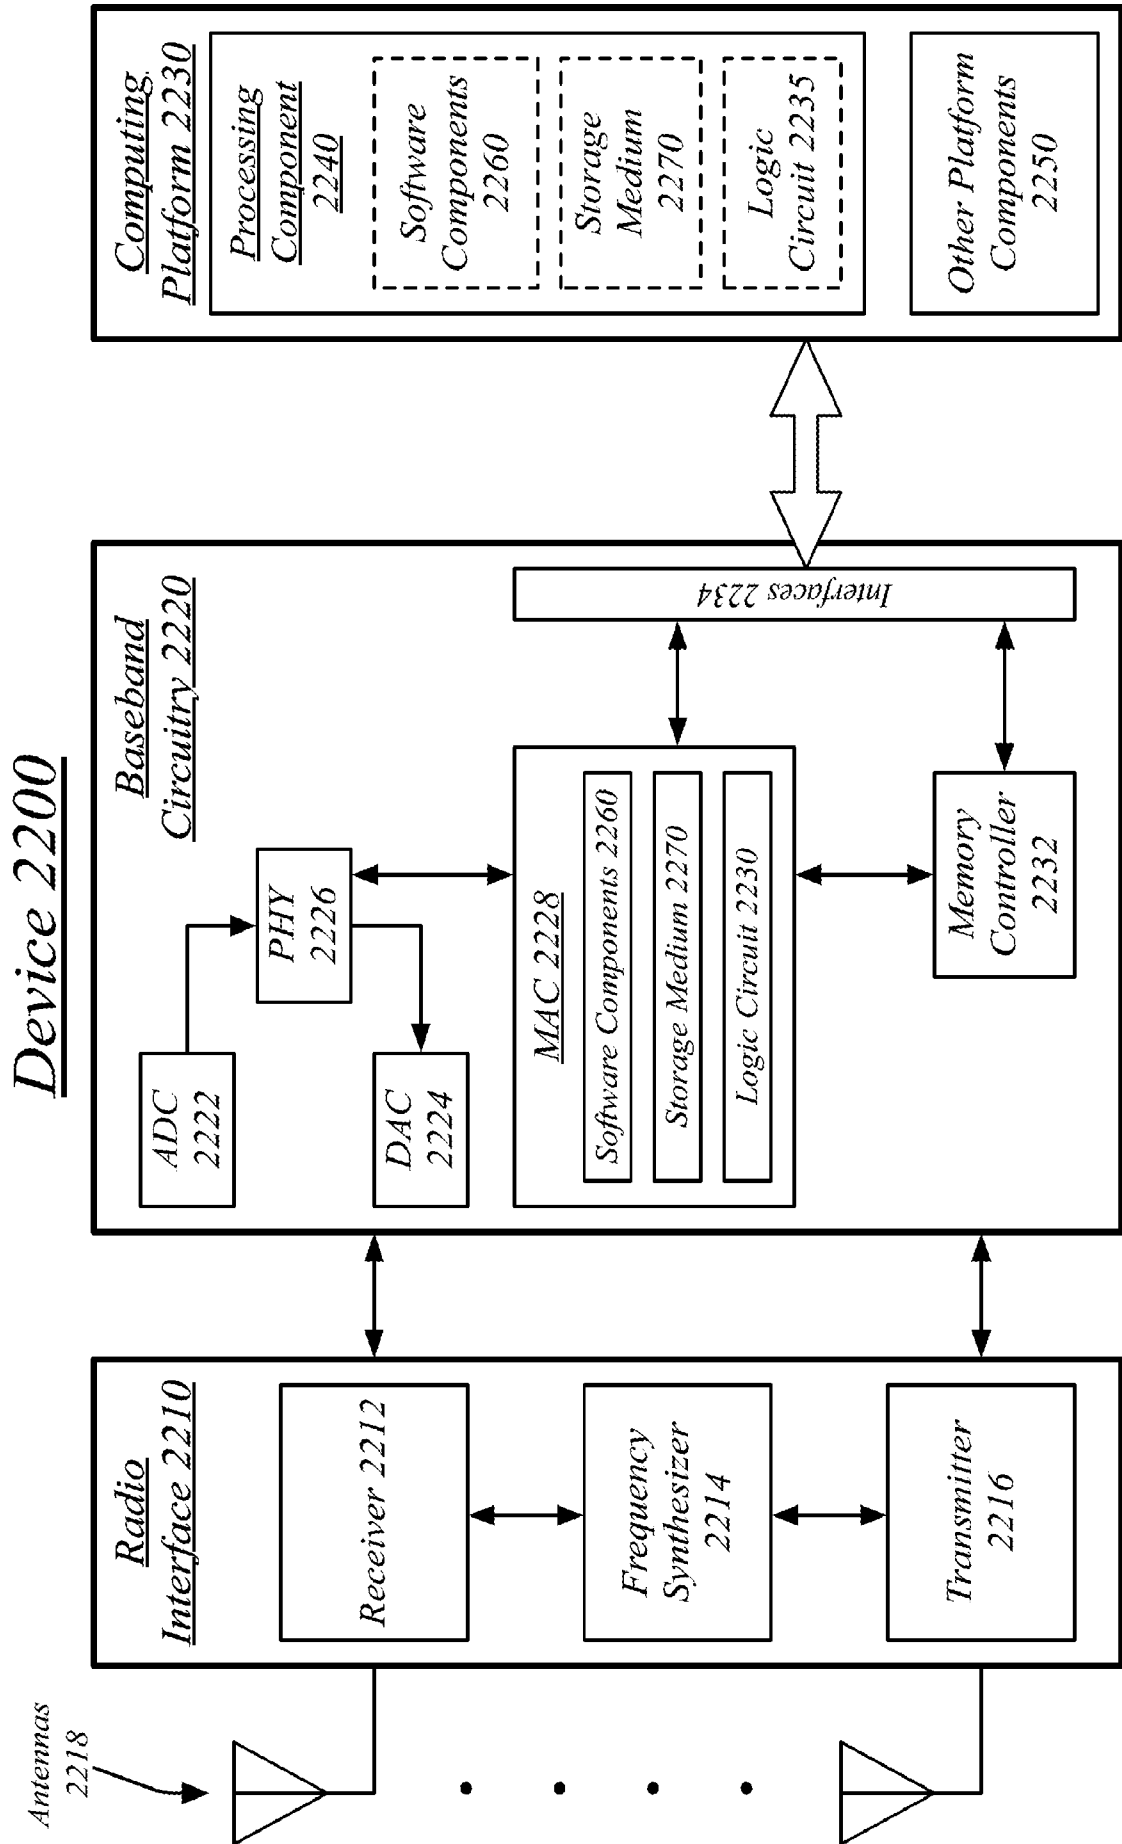 Device 2200
Antennas
2218
Radio
Interface 2210
Receiver 2212
Frequency
Synthesizer
2214
Transmitter
2216
Baseband
Circuitry 2220
ADC
2222
PHY
2226
DAC
2224
MAC 2228
Software Components 2260
Storage Medium 2270
Logic Circuit 2230
Memory
Controller
2232
Interfaces 2234
Computing
Platform 2230
Processing
Component
2240
Software
Components
2260
Storage
Medium
2270
Logic
Circuit 2235
Other Platform
Components
2250